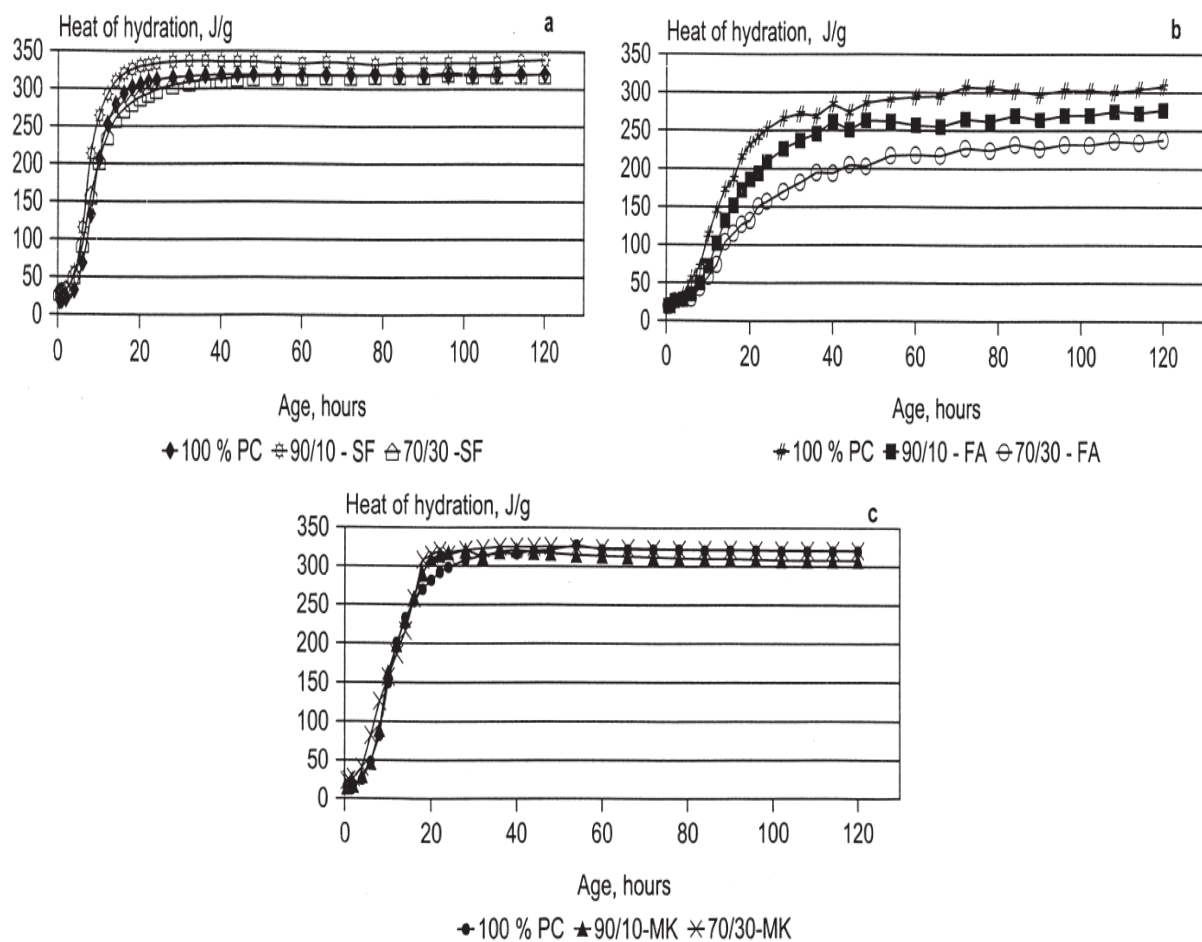 Heat of hydration, J/g
a
350
300
250
200
150
100
50
0
0 20 40 60 80 100 120
Age, hours
100 % PC 90/10 - SF 70/30 -SF
Heat of hydration, J/g
b
350
300
250
200
150
100
50
0
0 20 40 60 80 100 120
Age, hours
100 % PC 90/10 - FA 70/30 - FA
Heat of hydration, J/g
c
350
300
250
200
150
100
50
0
0 20 40 60 80 100 120
Age, hours
100 % PC 90/10-MK 70/30-MK